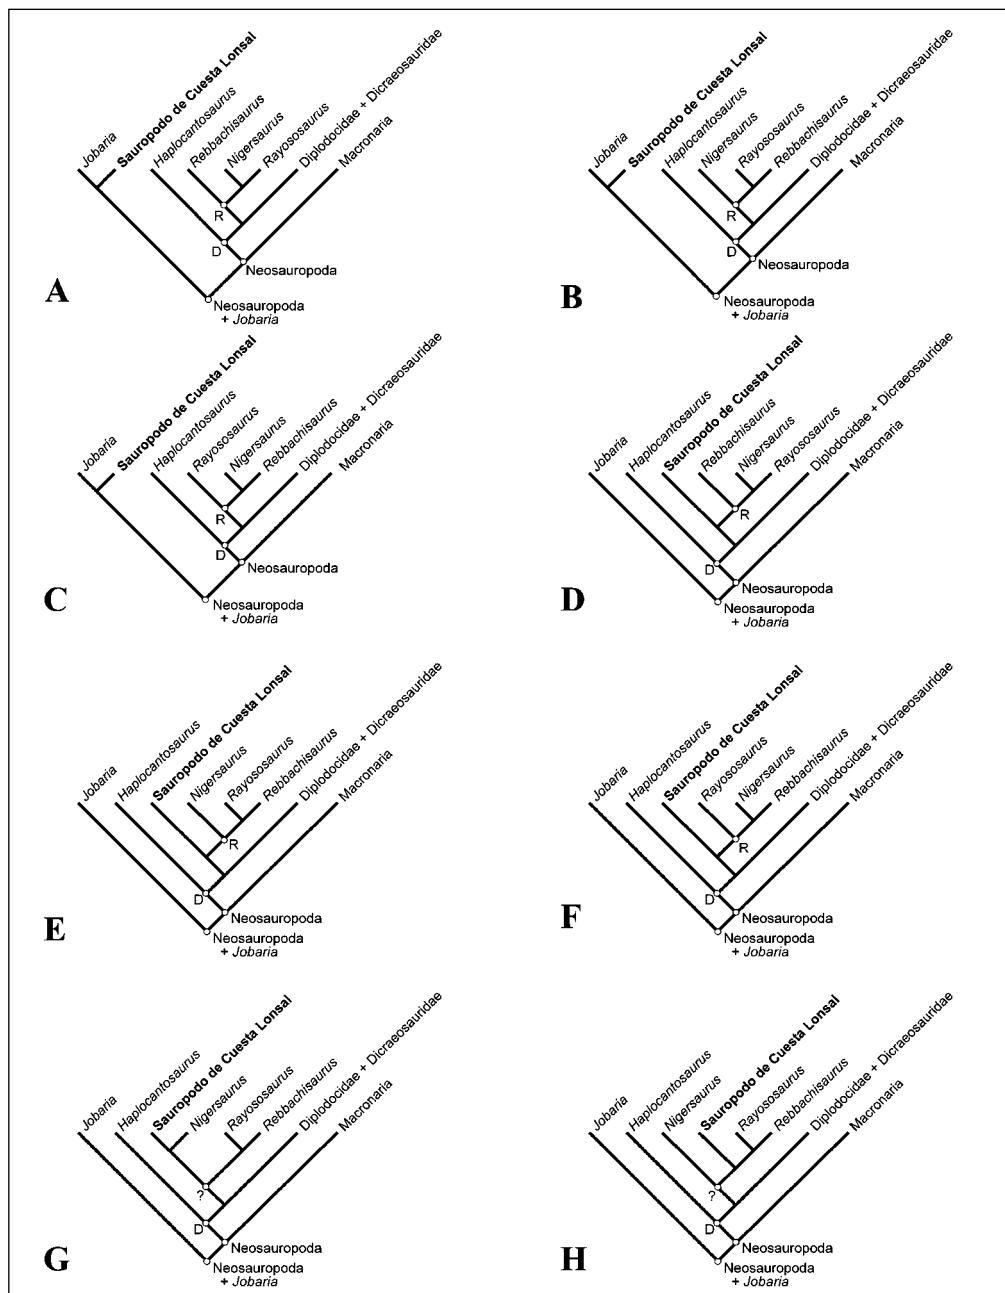 Jobaria
Sauropodo de Cuesta Lonsal
Haplocantosaurus
Rebbachisaurus
Nigersaurus
Rayososaurus
Diplodocidae + Dicraeosauridae
Macronaria
R
D
Neosauropoda
Neosauropoda
+ Jobaria
A
Jobaria
Sauropodo de Cuesta Lonsal
Haplocantosaurus
Nigersaurus
Rayososaurus
Rebbachisaurus
Diplodocidae + Dicraeosauridae
Macronaria
R
D
Neosauropoda
Neosauropoda
+ Jobaria
B
Jobaria
Sauropodo de Cuesta Lonsal
Haplocantosaurus
Rayososaurus
Nigersaurus
Rebbachisaurus
Diplodocidae + Dicraeosauridae
Macronaria
R
D
Neosauropoda
Neosauropoda
+ Jobaria
C
Jobaria
Haplocantosaurus
Sauropodo de Cuesta Lonsal
Rebbachisaurus
Nigersaurus
Rayososaurus
Diplodocidae + Dicraeosauridae
Macronaria
R
D
Neosauropoda
Neosauropoda
+ Jobaria
D
Jobaria
Haplocantosaurus
Sauropodo de Cuesta Lonsal
Nigersaurus
Rayososaurus
Rebbachisaurus
Diplodocidae + Dicraeosauridae
Macronaria
R
D
Neosauropoda
Neosauropoda
+ Jobaria
E
Jobaria
Haplocantosaurus
Sauropodo de Cuesta Lonsal
Rayososaurus
Nigersaurus
Rebbachisaurus
Diplodocidae + Dicraeosauridae
Macronaria
R
D
Neosauropoda
Neosauropoda
+ Jobaria
F
Jobaria
Haplocantosaurus
Sauropodo de Cuesta Lonsal
Nigersaurus
Rayososaurus
Rebbachisaurus
Diplodocidae + Dicraeosauridae
Macronaria
?
D
Neosauropoda
Neosauropoda
+ Jobaria
G
Jobaria
Haplocantosaurus
Nigersaurus
Sauropodo de Cuesta Lonsal
Rayososaurus
Rebbachisaurus
Diplodocidae + Dicraeosauridae
Macronaria
?
D
Neosauropoda
Neosauropoda
+ Jobaria
H